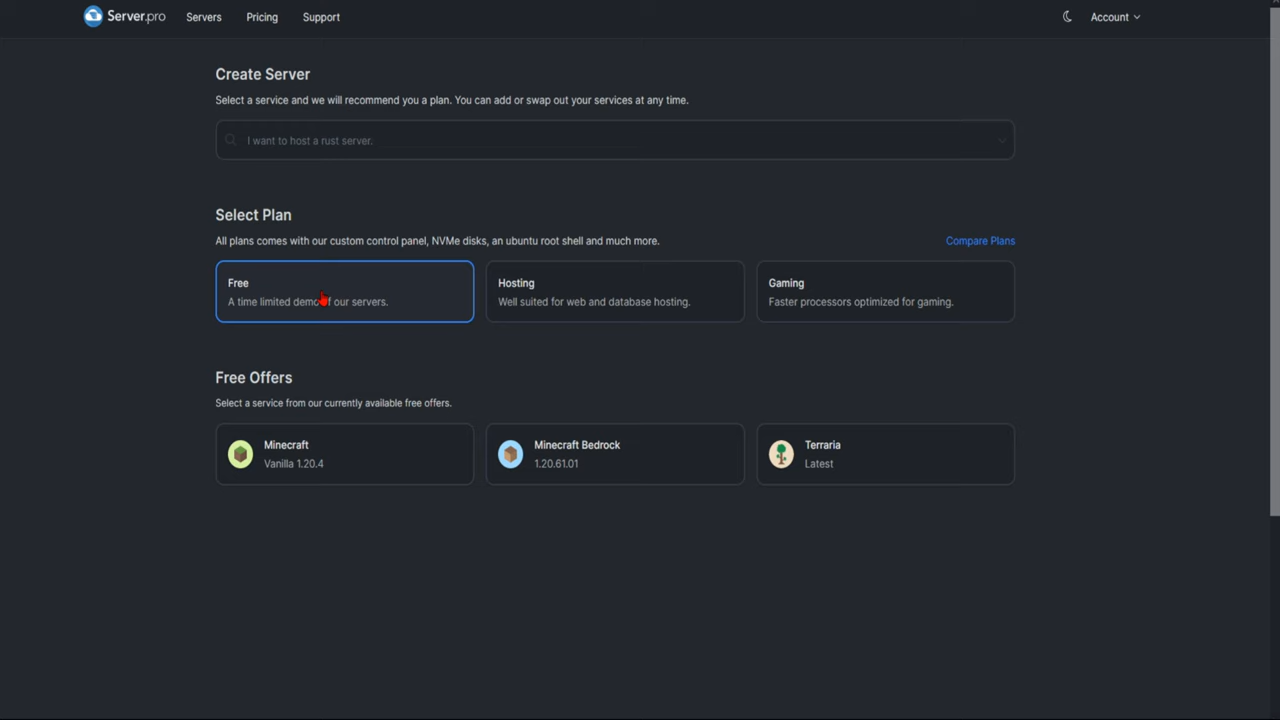 Server.pro Servers Pricing Support Account
Create Server
Select a service and we will recommend you a plan. You can add or swap out your services at any time.
I want to host a rust server.
Select Plan
All plans comes with our custom control panel, NVMe disks, an ubuntu root shell and much more. Compare Plans
Free Hosting Gaming
A time limited demo of our servers. Well suited for web and database hosting. Faster processors optimized for gaming.
Free Offers
Select a service from our currently available free offers.
Minecraft Minecraft Bedrock Terraria
Vanilla 1.20.4 1.20.61.01 Latest